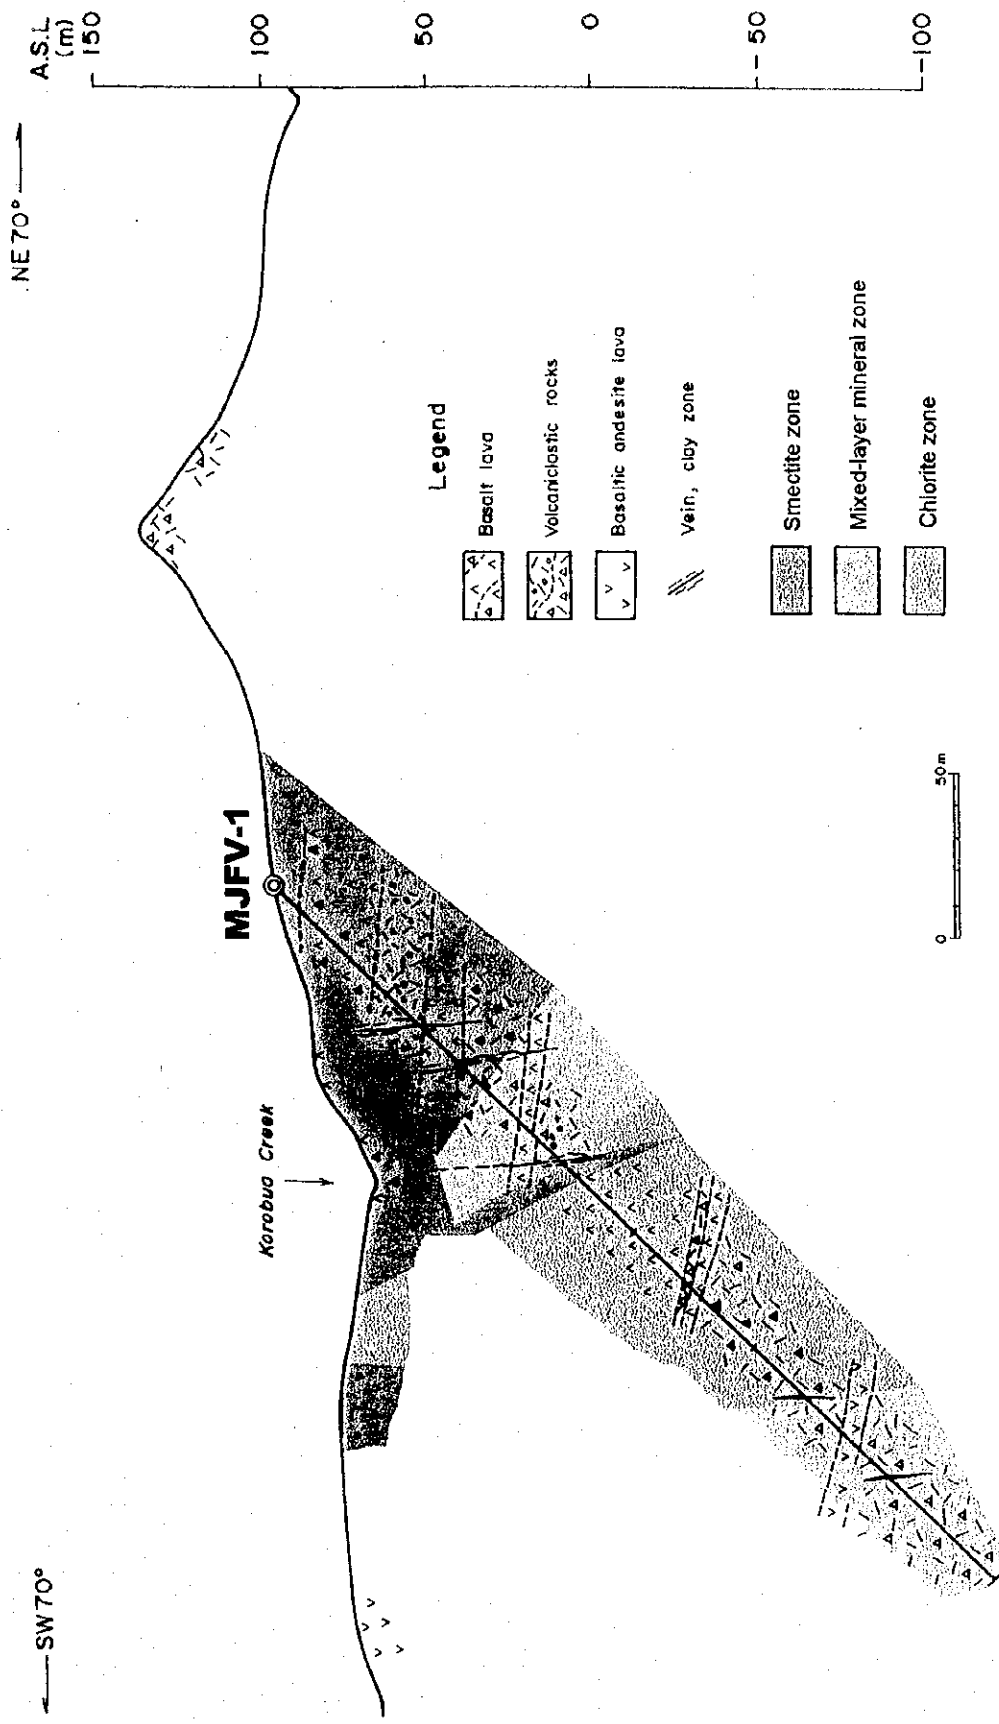 ← SW70°
NE70° →
A.S.L.
(m)
150
100
50
0
- 50
-100
MJFV-1
Korobua Creek
Legend
Basalt lava
Volcaniclastic rocks
Basaltic andesite lava
Vein, clay zone
Smectite zone
Mixed-layer mineral zone
Chlorite zone
0 50m